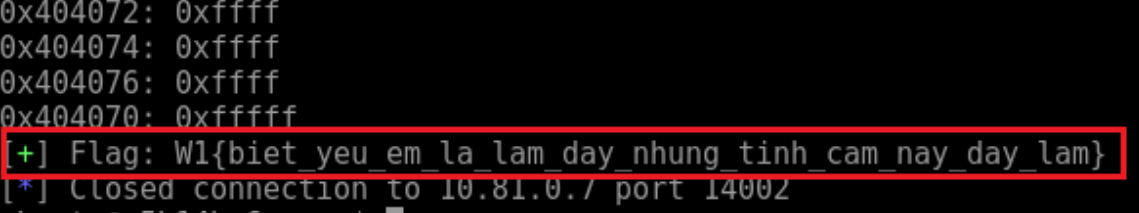 0x404072: 0xffff
0x404074: 0xffff
0x404076: 0xffff
0x404070: 0xfffff
[+] Flag: W1{biet_yeu_em_la_lam_day_nhung_tinh_cam_nay_day_lam}
[*] Closed connection to 10.81.0.7 port 14002